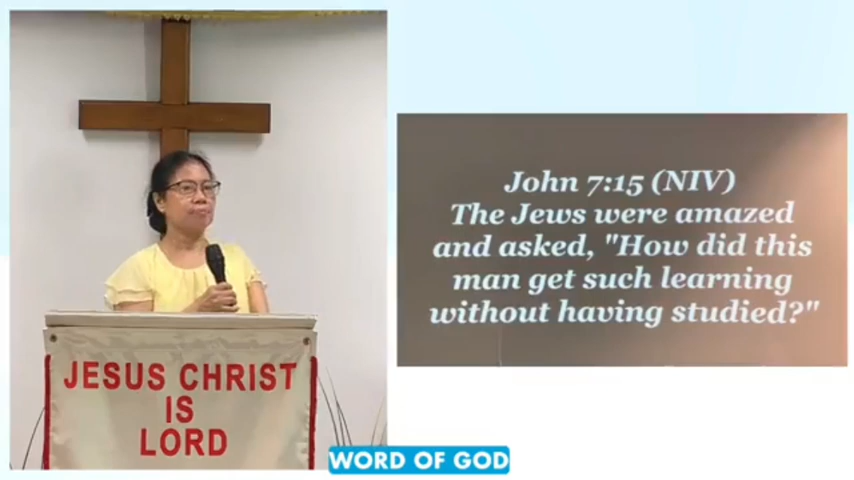 JESUS CHRIST
IS
LORD
John 7:15 (NIV)
The Jews were amazed
and asked, "How did this
man get such learning
without having studied?"
WORD OF GOD